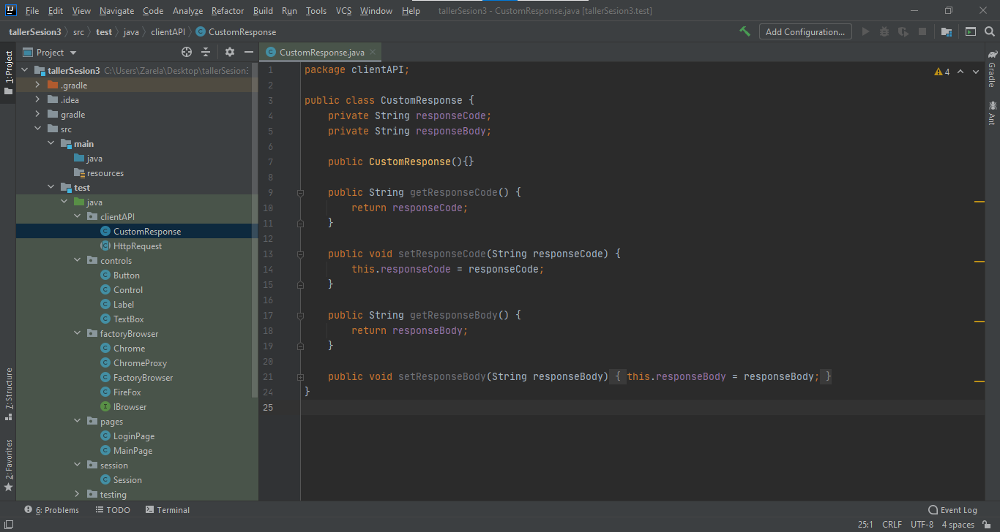 File Edit View Navigate Code Analyze Refactor Build Run Tools VCS Window Help tallerSesion3 - CustomResponse.java [tallerSesion3.test]
tallerSesion3 src test java clientAPI CustomResponse Add Configuration...
Project CustomResponse.java
1: Project
7: Structure
2: Favorites
tallerSesion3 C:\Users\Zarela\Desktop\tallerSesion:
.gradle
.idea
gradle
src
main
java
resources
test
java
clientAPI
CustomResponse
HttpRequest
controls
Button
Control
Label
TextBox
factoryBrowser
Chrome
ChromeProxy
FactoryBrowser
FireFox
IBrowser
pages
LoginPage
MainPage
session
Session
testing
1 package clientAPI;
2
3 public class CustomResponse {
4 private String responseCode;
5 private String responseBody;
6
7 public CustomResponse(){}
8
9 public String getResponseCode() {
10 return responseCode;
11 }
12
13 public void setResponseCode(String responseCode) {
14 this.responseCode = responseCode;
15 }
16
17 public String getResponseBody() {
18 return responseBody;
19 }
20
21 public void setResponseBody(String responseBody) { this.responseBody = responseBody; }
24 }
25
4
Gradle
Ant
6: Problems TODO Terminal Event Log
25:1 CRLF UTF-8 4 spaces